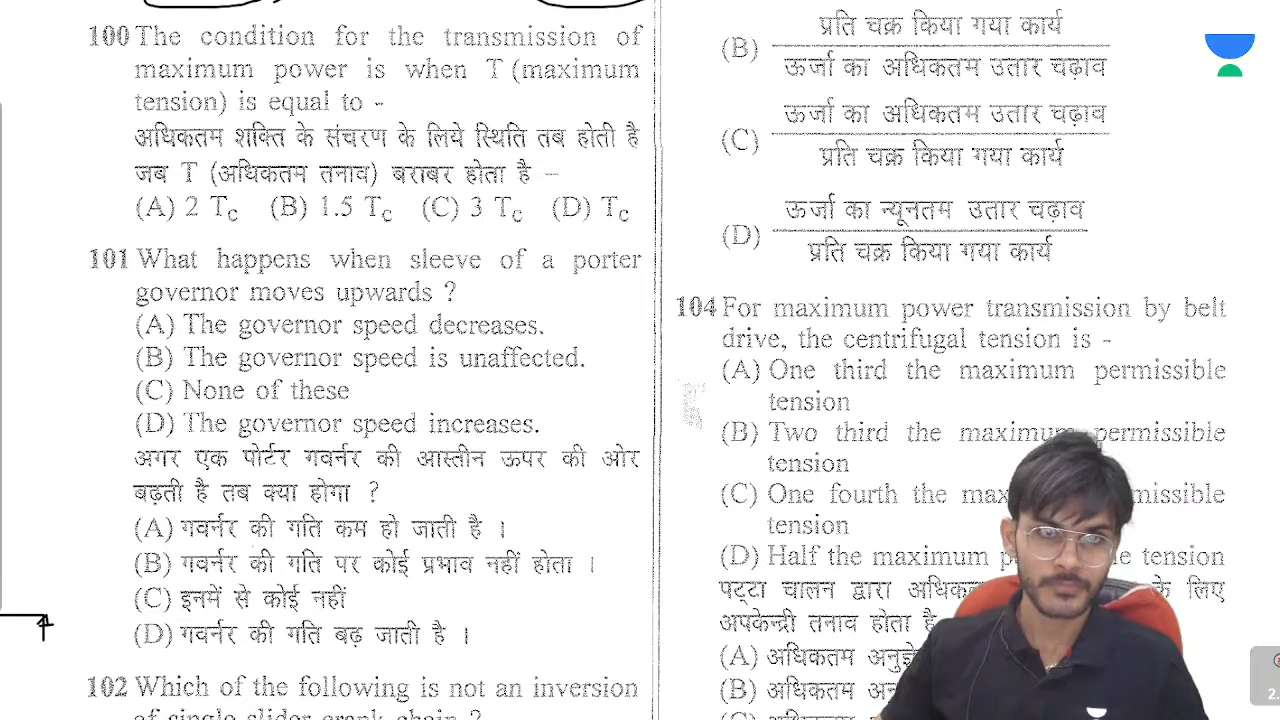 100 The condition for the transmission of
maximum power is when T (maximum
tension) is equal to -
अधिकतम शक्ति के संचरण के लिये स्थिति तब होती है
जब T (अधिकतम तनाव) बराबर होता है –
(A) 2 Tc (B) 1.5 Tc (C) 3 Tc (D) Tc
101 What happens when sleeve of a porter
governor moves upwards ?
(A) The governor speed decreases.
(B) The governor speed is unaffected.
(C) None of these
(D) The governor speed increases.
अगर एक पोर्टर गवर्नर की आस्तीन ऊपर की ओर
बढ़ती है तब क्या होगा ?
(A) गवर्नर की गति कम हो जाती है ।
(B) गवर्नर की गति पर कोई प्रभाव नहीं होता ।
(C) इनमें से कोई नहीं
(D) गवर्नर की गति बढ़ जाती है ।
102 Which of the following is not an inversion
of single slider crank chain ?
(B) प्रति चक्र किया गया कार्य
ऊर्जा का अधिकतम उतार चढ़ाव
(C) ऊर्जा का अधिकतम उतार चढ़ाव
प्रति चक्र किया गया कार्य
(D) ऊर्जा का न्यूनतम उतार चढ़ाव
प्रति चक्र किया गया कार्य
104 For maximum power transmission by belt
drive, the centrifugal tension is -
(A) One third the maximum permissible
tension
(B) Two third the maximum permissible
tension
(C) One fourth the
tension
(D) Half the maximum tension
पट्टा चालन द्वारा के लिए
अपकेन्द्री तनाव होता है
(A) अधिकतम
(B) अधिकतम
2.